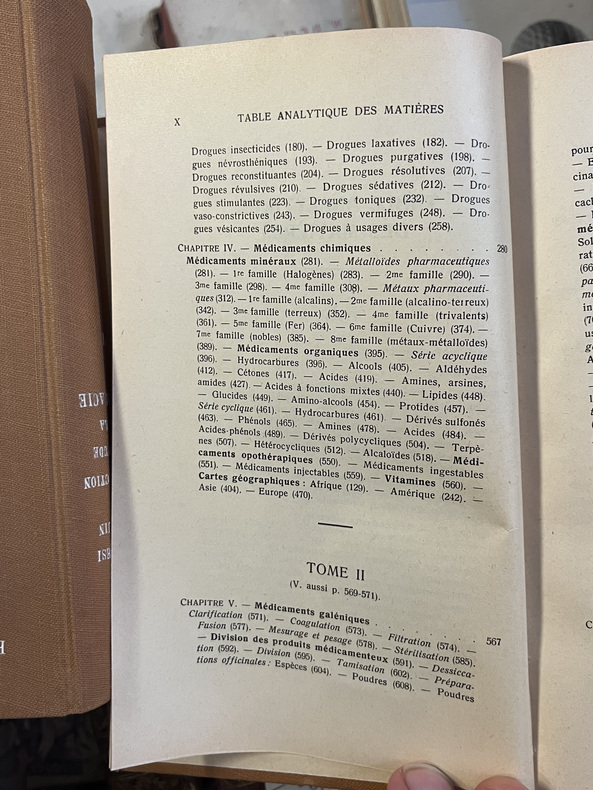 X
TABLE ANALYTIQUE DES MATIÈRES
Drogues insecticides (180). — Drogues laxatives (182). — Dro-
gues névrosthéniques (193). — Drogues purgatives (198). —
Drogues reconstituantes (204). — Drogues résolutives (207). —
Drogues révulsives (210). — Drogues sédatives (212). — Dro-
gues stimulantes (223). — Drogues toniques (232). — Drogues
vaso-constrictives (243). — Drogues vermifuges (248). — Dro-
gues vésicantes (254). — Drogues à usages divers (258).
CHAPITRE IV. — Médicaments chimiques . . . . . . . . 280
Médicaments minéraux (281). — Métalloïdes pharmaceutiques
(281). — 1re famille (Halogènes) (283). — 2me famille (290). —
3me famille (298). — 4me famille (308). — Métaux pharmaceuti-
ques (312). — 1re famille (alcalins). — 2me famille (alcalino-terreux)
(342). — 3me famille (terreux) (352). — 4me famille (trivalents)
(361). — 5me famille (Fer) (364). — 6me famille (Cuivre) (374). —
7me famille (nobles) (385). — 8me famille (métaux-métalloïdes)
(389). — Médicaments organiques (395). — Série acyclique
(396). — Hydrocarbures (396). — Alcools (405). — Aldéhydes
(412). — Cétones (417). — Acides (419). — Amines, arsines,
amides (427). — Acides à fonctions mixtes (440). — Lipides (448).
— Glucides (449). — Amino-alcools (454). — Protides (457). —
Série cyclique (461). — Hydrocarbures (461). — Dérivés sulfonés
(463). — Phénols (465). — Amines (478). — Acides (484). —
Acides-phénols (489). — Dérivés polycycliques (504). — Terpè-
nes (507). — Hétérocycliques (512). — Alcaloïdes (518). — Médi-
caments opothérapiques (550). — Médicaments ingestables
(551). — Médicaments injectables (559). — Vitamines (560). —
Cartes géographiques : Afrique (129). — Amérique (242). —
Asie (404). — Europe (470).
TOME II
(V. aussi p. 569-571).
CHAPITRE V. — Médicaments galéniques . . . . . . . . 567
Clarification (571). — Coagulation (573). — Filtration (574). —
Fusion (577). — Mesurage et pesage (578). — Stérilisation (585).
— Division des produits médicamenteux (591). — Dessicca-
tion (592). — Division (595). — Tamisation (602). — Prépara-
tions officinales : Espèces (604). — Poudres (608). — Poudres